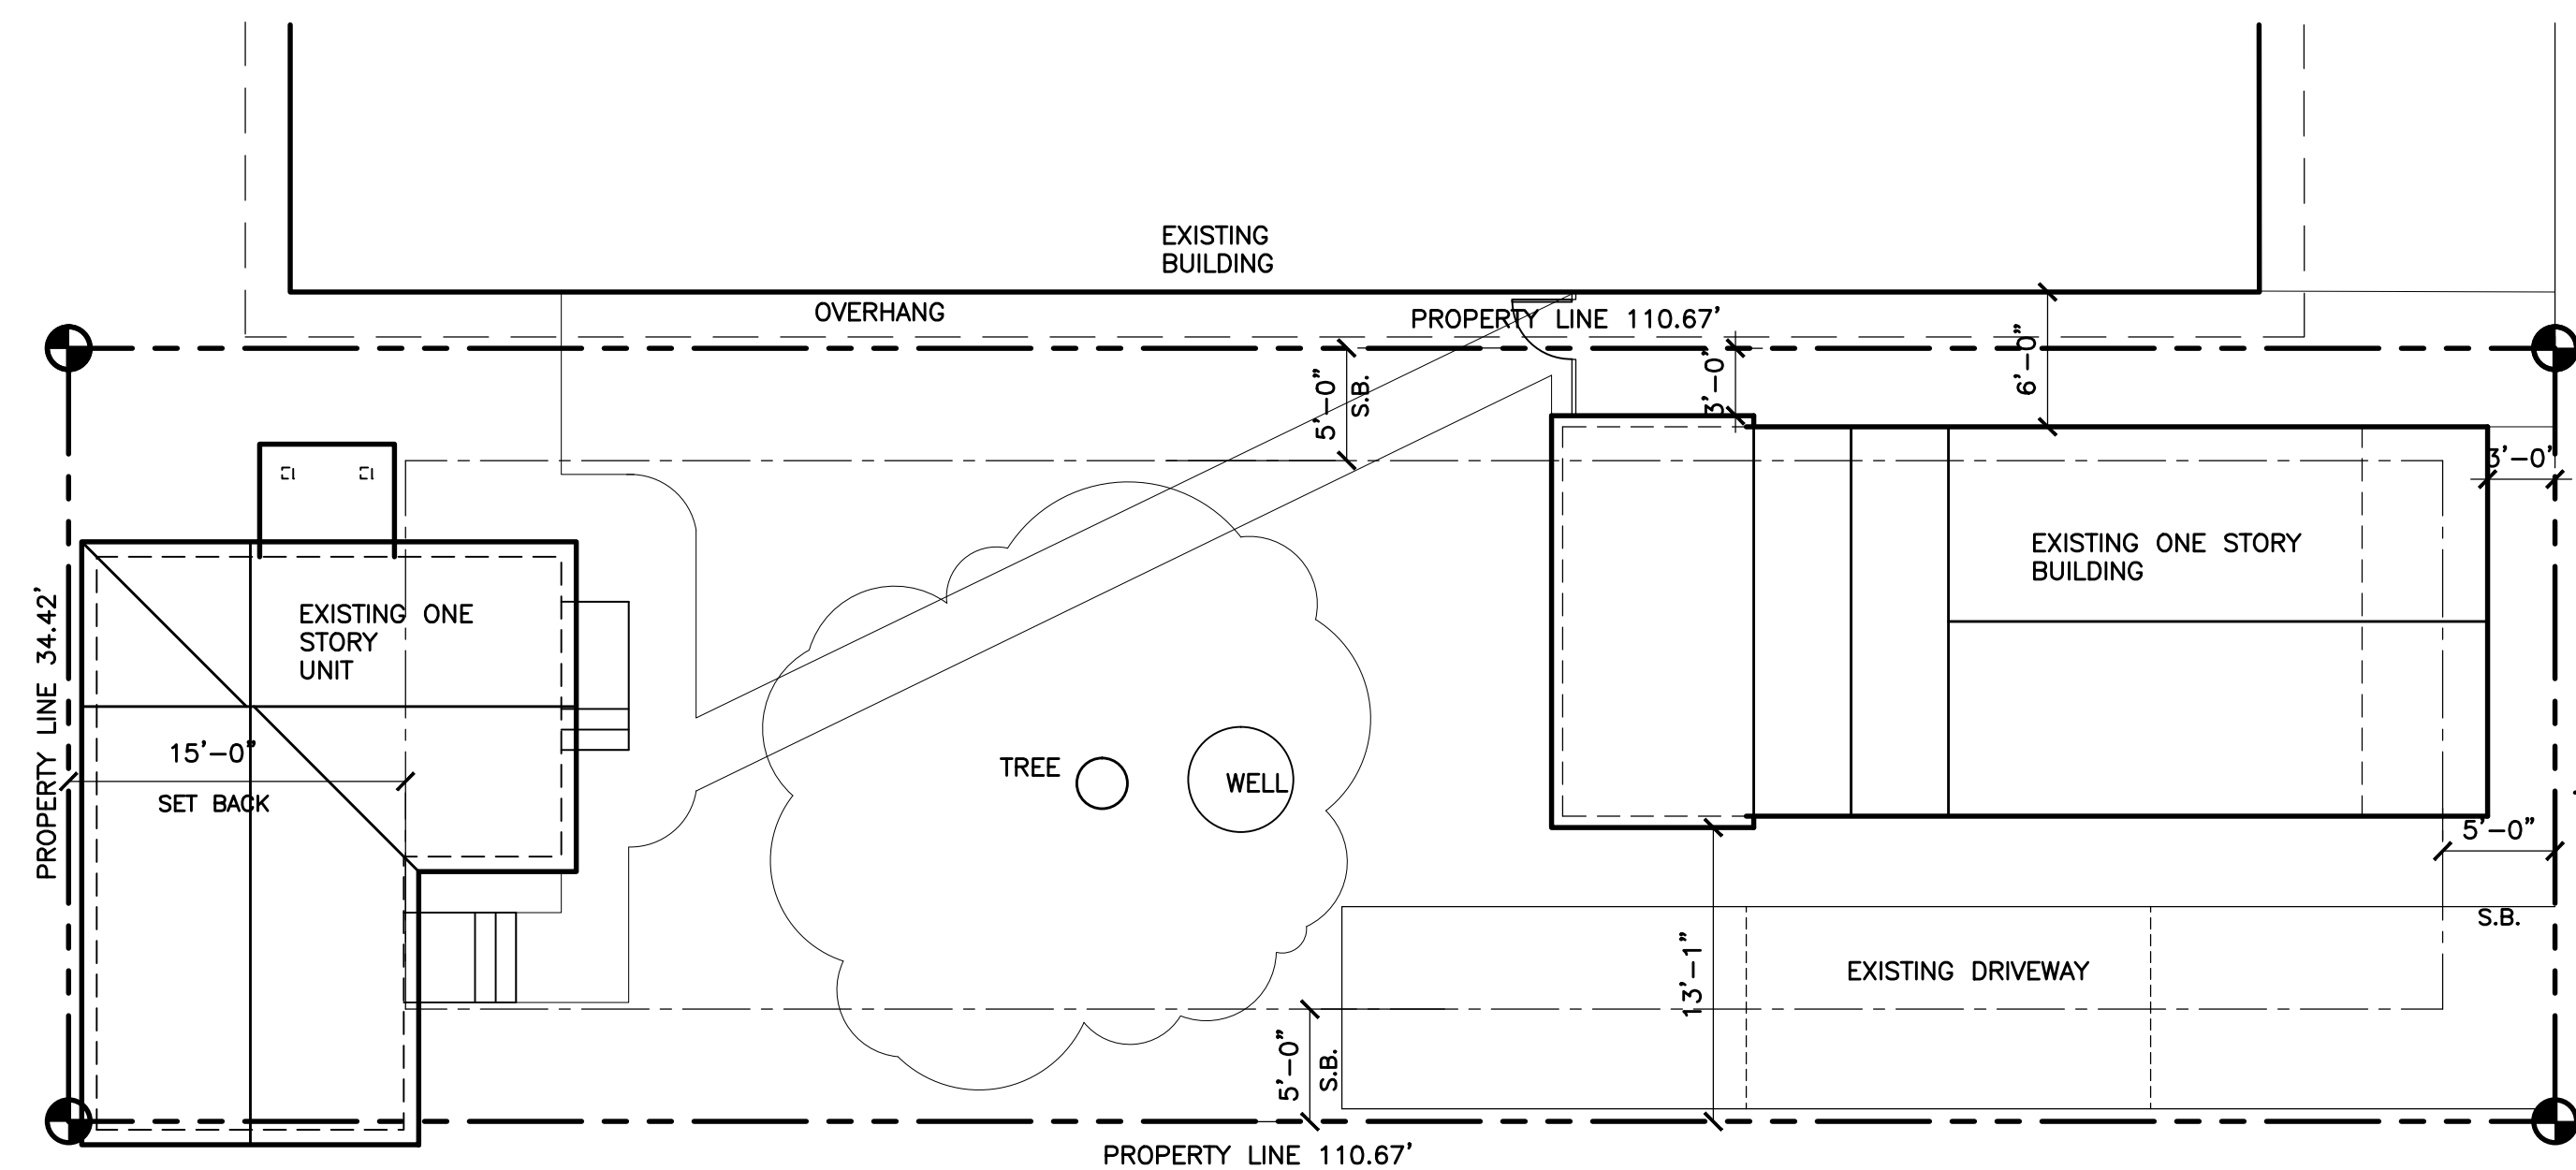 EXISTING
BUILDING
OVERHANG
PROPERTY LINE 110.67'
5'-0"
S.B.
3'-0"
6'-0"
3'-0"
EXISTING ONE STORY
BUILDING
EXISTING ONE
STORY
UNIT
PROPERTY LINE 34.42'
15'-0"
SET BACK
TREE
WELL
5'-0"
S.B.
13'-1"
EXISTING DRIVEWAY
5'-0"
S.B.
PROPERTY LINE 110.67'